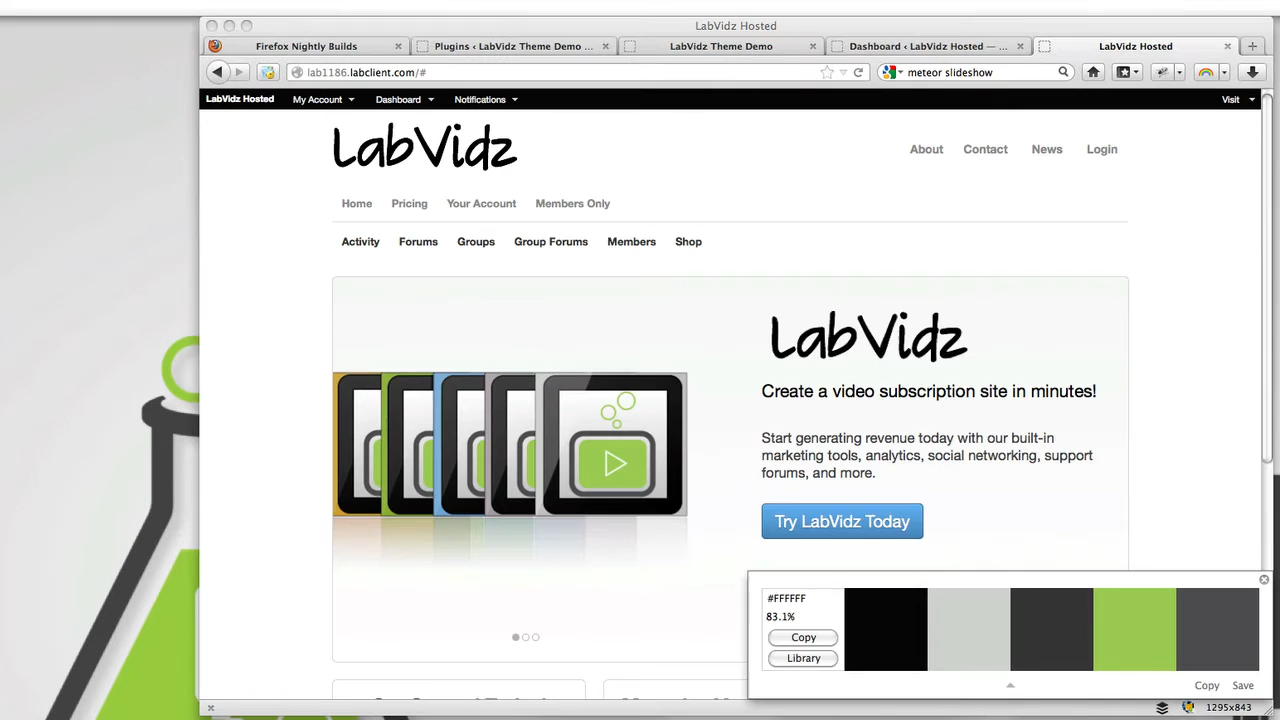 LabVidz Hosted
Firefox Nightly Builds
Plugins ‹ LabVidz Theme Demo ...
LabVidz Theme Demo
Dashboard ‹ LabVidz Hosted — ...
LabVidz Hosted
lab1186.labclient.com/#
meteor slideshow
LabVidz Hosted My Account Dashboard Notifications Visit
LabVidz
About Contact News Login
Home Pricing Your Account Members Only
Activity Forums Groups Group Forums Members Shop
LabVidz
Create a video subscription site in minutes!
Start generating revenue today with our built-in
marketing tools, analytics, social networking, support
forums, and more.
Try LabVidz Today
#FFFFFF
83.1%
Copy
Library
Copy Save
1295x843